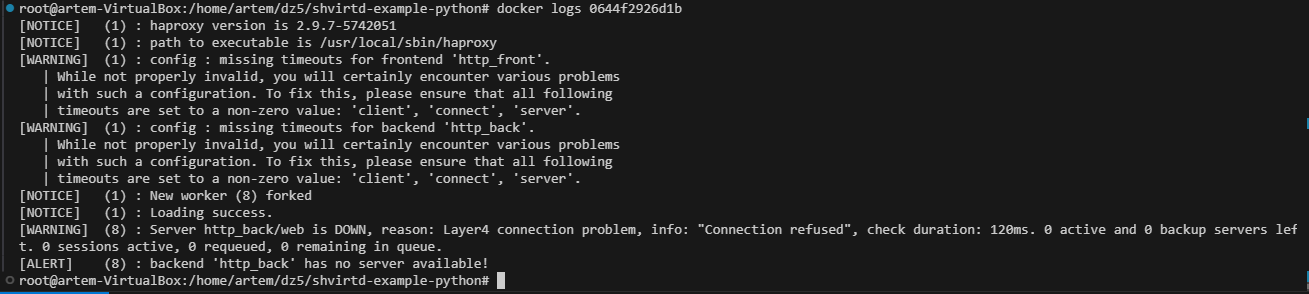 root@artem-VirtualBox:/home/artem/dz5/shvirtd-example-python# docker logs 0644f2926d1b
[NOTICE]   (1) : haproxy version is 2.9.7-5742051
[NOTICE]   (1) : path to executable is /usr/local/sbin/haproxy
[WARNING]  (1) : config : missing timeouts for frontend 'http_front'.
   | While not properly invalid, you will certainly encounter various problems
   | with such a configuration. To fix this, please ensure that all following
   | timeouts are set to a non-zero value: 'client', 'connect', 'server'.
[WARNING]  (1) : config : missing timeouts for backend 'http_back'.
   | While not properly invalid, you will certainly encounter various problems
   | with such a configuration. To fix this, please ensure that all following
   | timeouts are set to a non-zero value: 'client', 'connect', 'server'.
[NOTICE]   (1) : New worker (8) forked
[NOTICE]   (1) : Loading success.
[WARNING]  (8) : Server http_back/web is DOWN, reason: Layer4 connection problem, info: "Connection refused", check duration: 120ms. 0 active and 0 backup servers lef
t. 0 sessions active, 0 requeued, 0 remaining in queue.
[ALERT]    (8) : backend 'http_back' has no server available!
root@artem-VirtualBox:/home/artem/dz5/shvirtd-example-python#